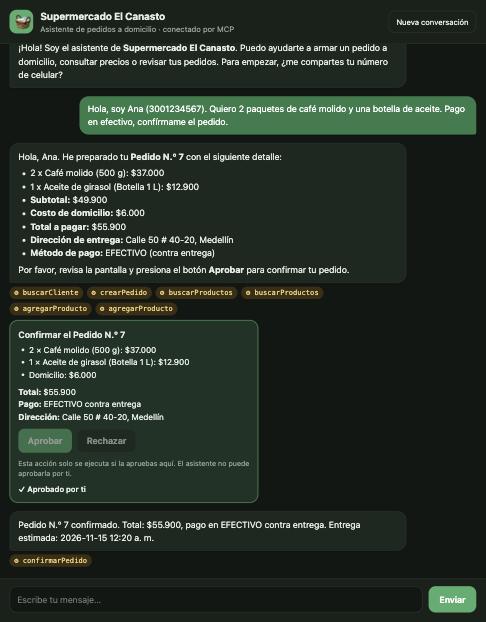 Supermercado El Canasto
Asistente de pedidos a domicilio · conectado por MCP
Nueva conversación
¡Hola! Soy el asistente de Supermercado El Canasto. Puedo ayudarte a armar un pedido a
domicilio, consultar precios o revisar tus pedidos. Para empezar, ¿me compartes tu número
de celular?
Hola, soy Ana (3001234567). Quiero 2 paquetes de café molido y una botella de aceite. Pago
en efectivo, confírmame el pedido.
Hola, Ana. He preparado tu Pedido N.º 7 con el siguiente detalle:
• 2 x Café molido (500 g): $37.000
• 1 x Aceite de girasol (Botella 1 L): $12.900
• Subtotal: $49.900
• Costo de domicilio: $6.000
• Total a pagar: $55.900
• Dirección de entrega: Calle 50 # 40-20, Medellín
• Método de pago: EFECTIVO (contra entrega)
Por favor, revisa la pantalla y presiona el botón Aprobar para confirmar tu pedido.
buscarCliente crearPedido buscarProductos buscarProductos
agregarProducto agregarProducto
Confirmar el Pedido N.º 7
• 2 × Café molido (500 g): $37.000
• 1 × Aceite de girasol (Botella 1 L): $12.900
• Domicilio: $6.000
Total: $55.900
Pago: EFECTIVO contra entrega
Dirección: Calle 50 # 40-20, Medellín
Aprobar Rechazar
Esta acción solo se ejecuta si la apruebas aquí. El asistente no puede
aprobarla por ti.
✓ Aprobado por ti
Pedido N.º 7 confirmado. Total: $55.900, pago en EFECTIVO contra entrega. Entrega
estimada: 2026-11-15 12:20 a. m.
confirmarPedido
Escribe tu mensaje...
Enviar